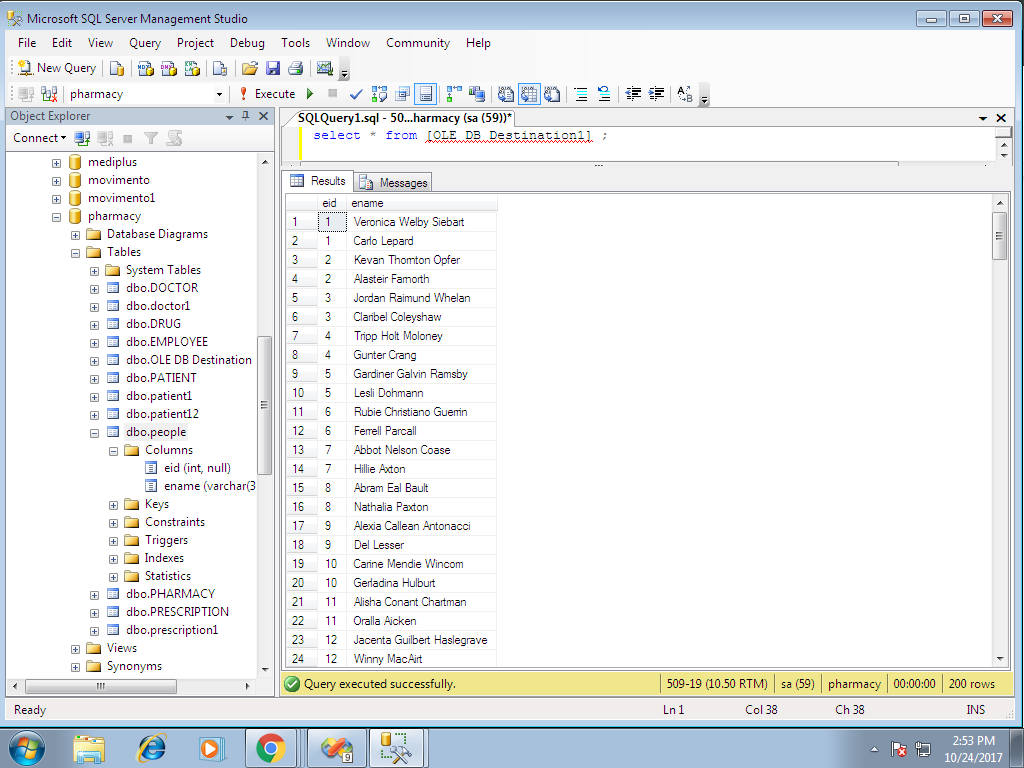 Microsoft SQL Server Management Studio
File Edit View Query Project Debug Tools Window Community Help
New Query
pharmacy Execute
Object Explorer
Connect
mediplus
movimento
movimento1
pharmacy
Database Diagrams
Tables
System Tables
dbo.DOCTOR
dbo.doctor1
dbo.DRUG
dbo.EMPLOYEE
dbo.OLE DB Destination
dbo.PATIENT
dbo.patient1
dbo.patient12
dbo.people
Columns
eid (int, null)
ename (varchar(3
Keys
Constraints
Triggers
Indexes
Statistics
dbo.PHARMACY
dbo.PRESCRIPTION
dbo.prescription1
Views
Synonyms
SQLQuery1.sql - 50...harmacy (sa (59))*
select * from [OLE DB Destination1] ;
Results Messages
eid ename
1 1 Veronica Welby Siebart
2 1 Carlo Lepard
3 2 Kevan Thornton Opfer
4 2 Alasteir Farnorth
5 3 Jordan Raimund Whelan
6 3 Claribel Coleyshaw
7 4 Tripp Holt Moloney
8 4 Gunter Crang
9 5 Gardiner Galvin Ramsby
10 5 Lesli Dohmann
11 6 Rubie Christiano Guerrin
12 6 Ferrell Parcall
13 7 Abbot Nelson Coase
14 7 Hillie Axton
15 8 Abram Eal Bault
16 8 Nathalia Paxton
17 9 Alexia Callean Antonacci
18 9 Del Lesser
19 10 Carine Mendie Wincom
20 10 Gerladina Hulburt
21 11 Alisha Conant Chartman
22 11 Oralla Aicken
23 12 Jacenta Guilbert Haslegrave
24 12 Winny MacAirt
Query executed successfully. 509-19 (10.50 RTM) sa (59) pharmacy 00:00:00 200 rows
Ready Ln 1 Col 38 Ch 38 INS
9
2:53 PM
10/24/2017